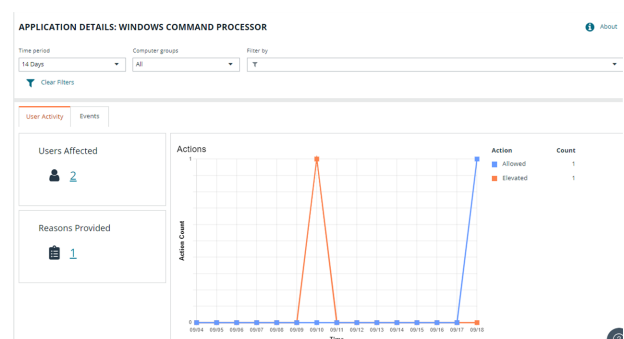 APPLICATION DETAILS: WINDOWS COMMAND PROCESSOR
About
Time period
Computer groups
Filter by
14 Days
All
Clear Filters
User Activity
Events
Users Affected
2
Reasons Provided
1
Actions
Action Count
1
0
09/04 09/05 09/06 09/07 09/08 09/09 09/10 09/11 09/12 09/13 09/14 09/15 09/16 09/17 09/18
Time
Action Count
Allowed 1
Elevated 1